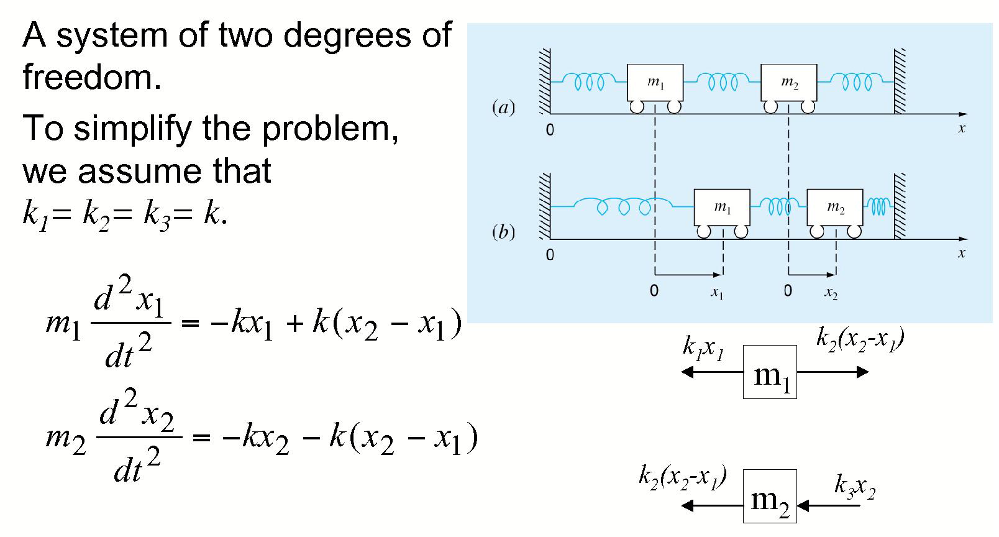 A system of two degrees of
freedom.
To simplify the problem,
we assume that
k₁= k₂= k₃= k.
m₁ d²x₁/dt² = −kx₁ + k(x₂ − x₁)
m₂ d²x₂/dt² = −kx₂ − k(x₂ − x₁)
m₁ m₂
(a)
0 x
m₁ m₂
(b)
0 x
0 x₁ 0 x₂
k₁x₁ k₂(x₂-x₁)
m₁
k₂(x₂-x₁) k₃x₂
m₂